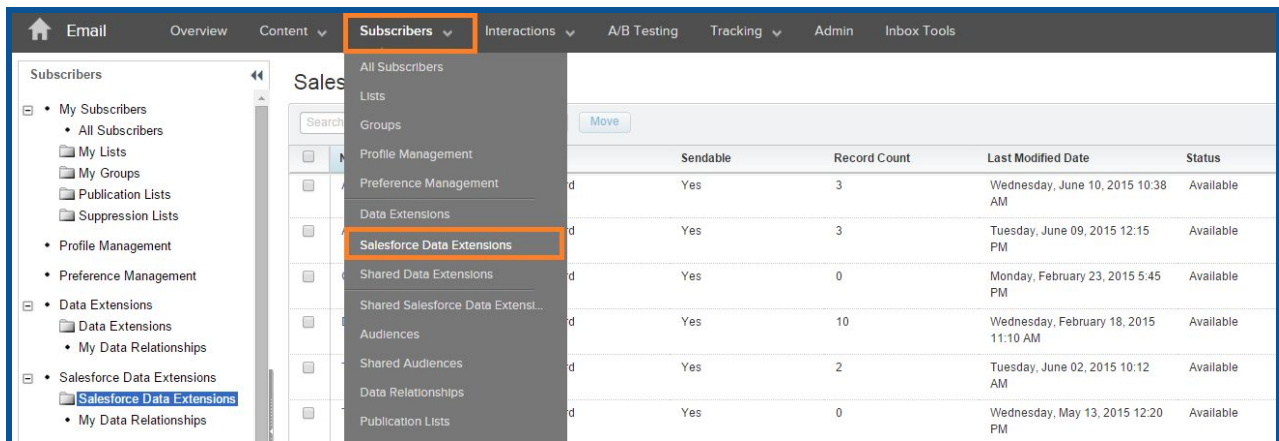 Email Overview Content Subscribers Interactions A/B Testing Tracking Admin Inbox Tools
Subscribers
My Subscribers
All Subscribers
My Lists
My Groups
Publication Lists
Suppression Lists
Profile Management
Preference Management
Data Extensions
Data Extensions
My Data Relationships
Salesforce Data Extensions
Salesforce Data Extensions
My Data Relationships
All Subscribers
Lists
Groups
Profile Management
Preference Management
Data Extensions
Salesforce Data Extensions
Shared Data Extensions
Shared Salesforce Data Extensi...
Audiences
Shared Audiences
Data Relationships
Publication Lists
Sales
Search Move
Sendable Record Count Last Modified Date Status
Yes 3 Wednesday, June 10, 2015 10:38 Available
AM
Yes 3 Tuesday, June 09, 2015 12:15 Available
PM
Yes 0 Monday, February 23, 2015 5:45 Available
PM
Yes 10 Wednesday, February 18, 2015 Available
11:10 AM
Yes 2 Tuesday, June 02, 2015 10:12 Available
AM
Yes 0 Wednesday, May 13, 2015 12:20 Available
PM